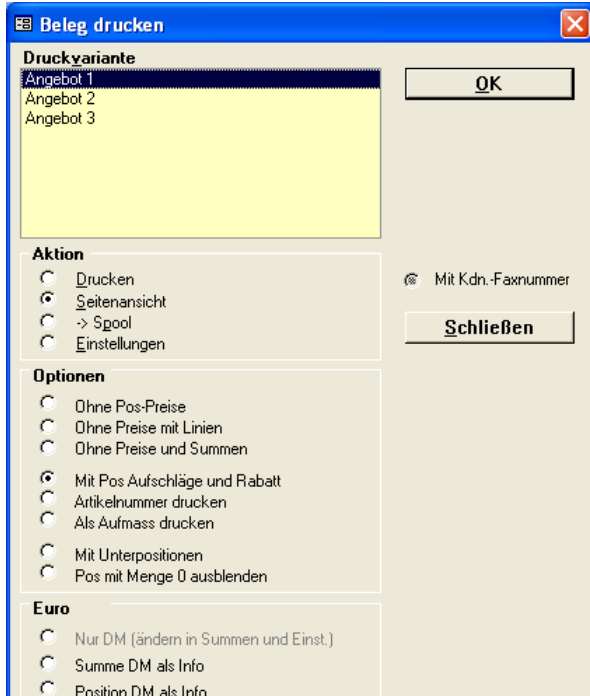 Beleg drucken
Druckvariante
Angebot 1
Angebot 2
Angebot 3
OK
Aktion
Drucken
Seitenansicht
-> Spool
Einstellungen
Mit Kdn.-Faxnummer
Schließen
Optionen
Ohne Pos-Preise
Ohne Preise mit Linien
Ohne Preise und Summen
Mit Pos Aufschläge und Rabatt
Artikelnummer drucken
Als Aufmass drucken
Mit Unterpositionen
Pos mit Menge 0 ausblenden
Euro
Nur DM (ändern in Summen und Einst.)
Summe DM als Info
Position DM als Info